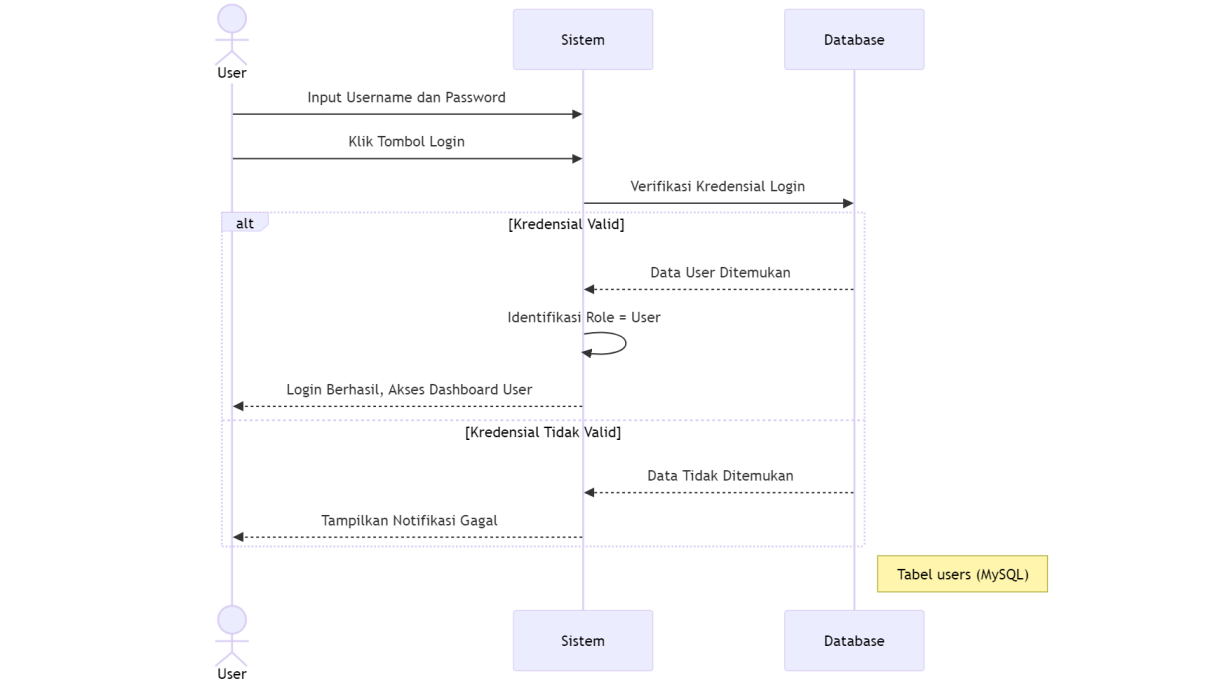 User
Sistem
Database
Input Username dan Password
Klik Tombol Login
Verifikasi Kredensial Login
alt
[Kredensial Valid]
Data User Ditemukan
Identifikasi Role = User
Login Berhasil, Akses Dashboard User
[Kredensial Tidak Valid]
Data Tidak Ditemukan
Tampilkan Notifikasi Gagal
Tabel users (MySQL)
User
Sistem
Database